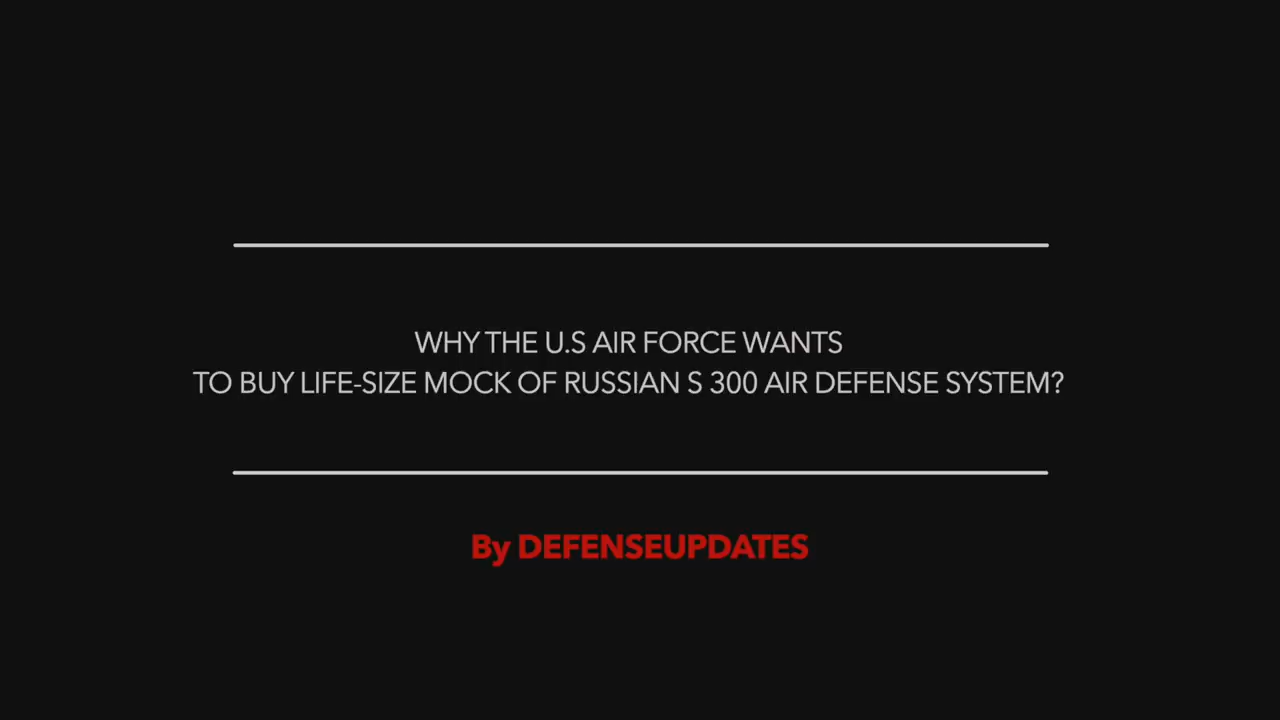 WHY THE U.S AIR FORCE WANTS
TO BUY LIFE-SIZE MOCK OF RUSSIAN S 300 AIR DEFENSE SYSTEM?
By DEFENSEUPDATES